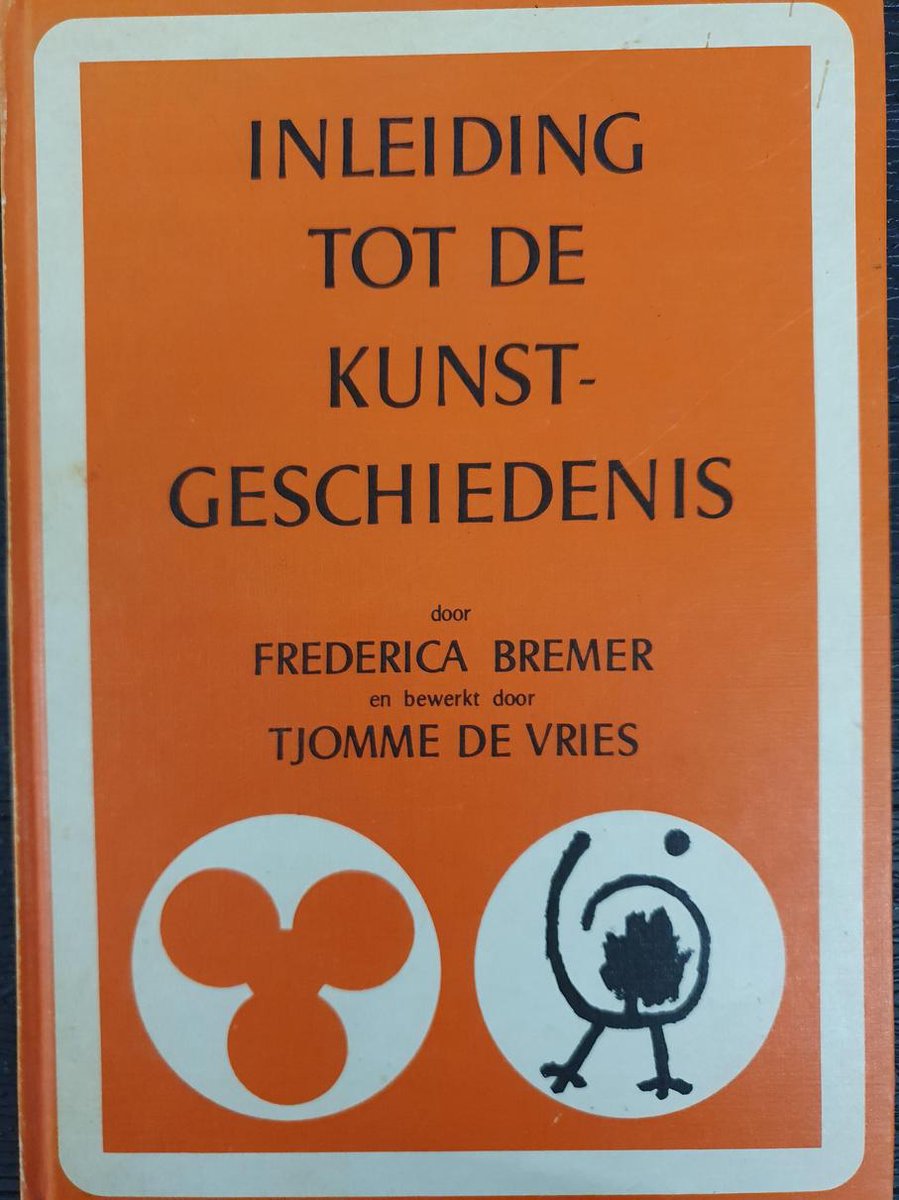 INLEIDING
TOT DE
KUNST-
GESCHIEDENIS
door
FREDERICA BREMER
en bewerkt door
TJOMME DE VRIES